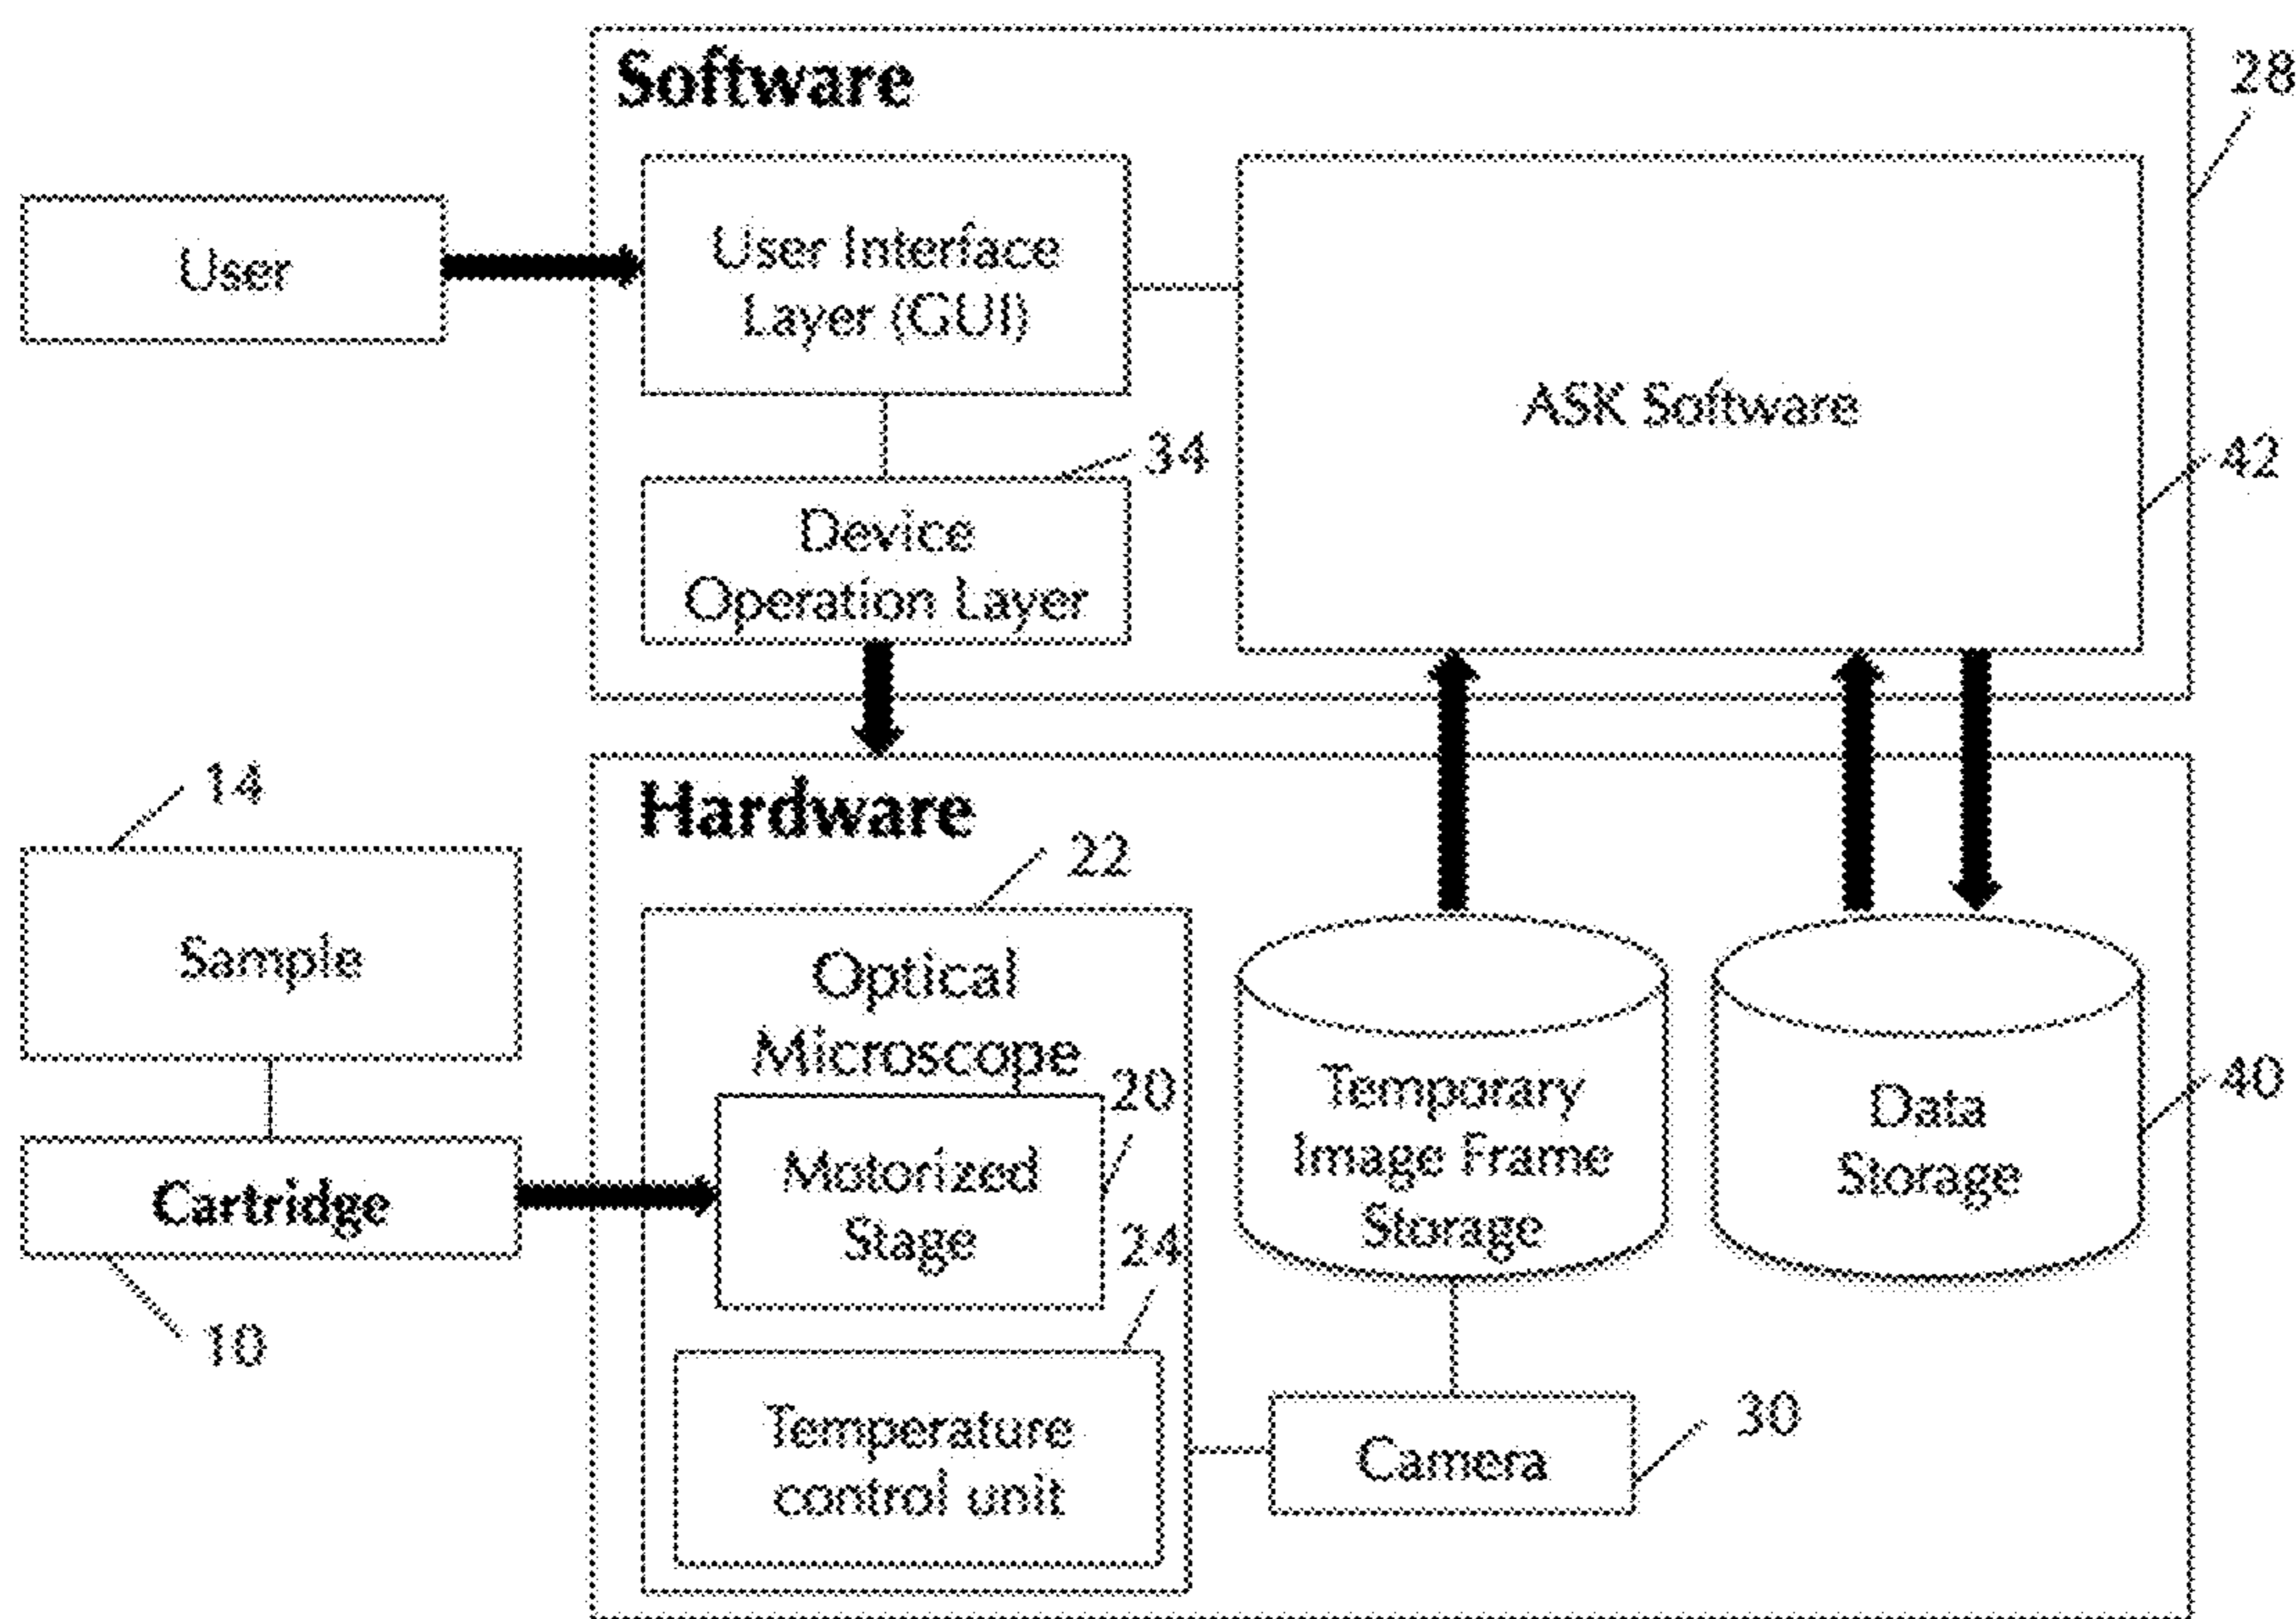 Software
28
User
User Interface
Layer (GUI)
ASK Software
34
42
Device
Operation Layer
14
Hardware
22
Sample
Optical
Microscope
20
Temporary
Image Frame
Storage
Data
Storage
40
Cartridge
Motorized
Stage
24
10
Temperature
control unit
Camera
30